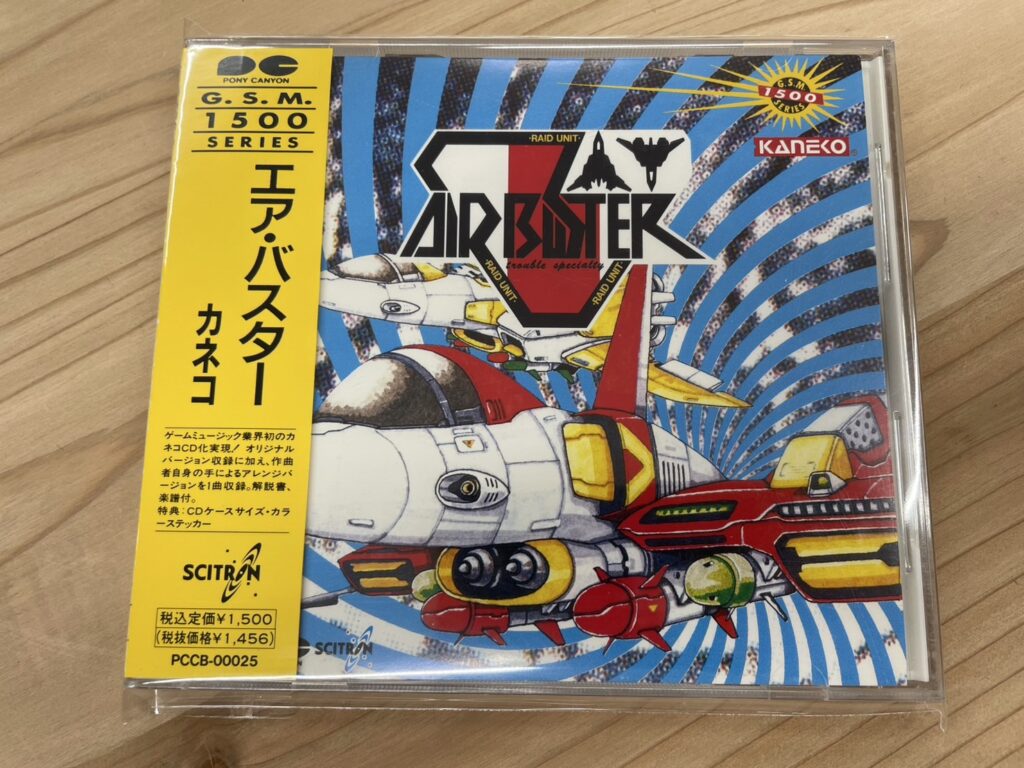 PONY CANYON
G. S. M.
1500
SERIES
エア・バスター
カネコ
ゲームミュージック業界初のカ
ネコCD化実現! オリジナル
バージョン収録に加え、作曲
者自身の手によるアレンジバ
ージョンを1曲収録。解説書、
楽譜付。
特典:CDケースサイズ・カラ
ーステッカー
SCITRON
税込定価¥1,500
(税抜価格¥1,456)
PCCB-00025
G.S.M.
1500
SERIES
KANEKO®
·RAID UNIT·
AIR BUSTER
trouble specialty
·RAID UNIT·
·RAID UNIT·
SCITRON